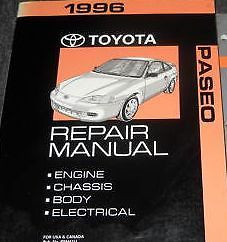 1996
TOYOTA
PASEO
REPAIR
MANUAL
• ENGINE
• CHASSIS
• BODY
• ELECTRICAL
FOR USA & CANADA